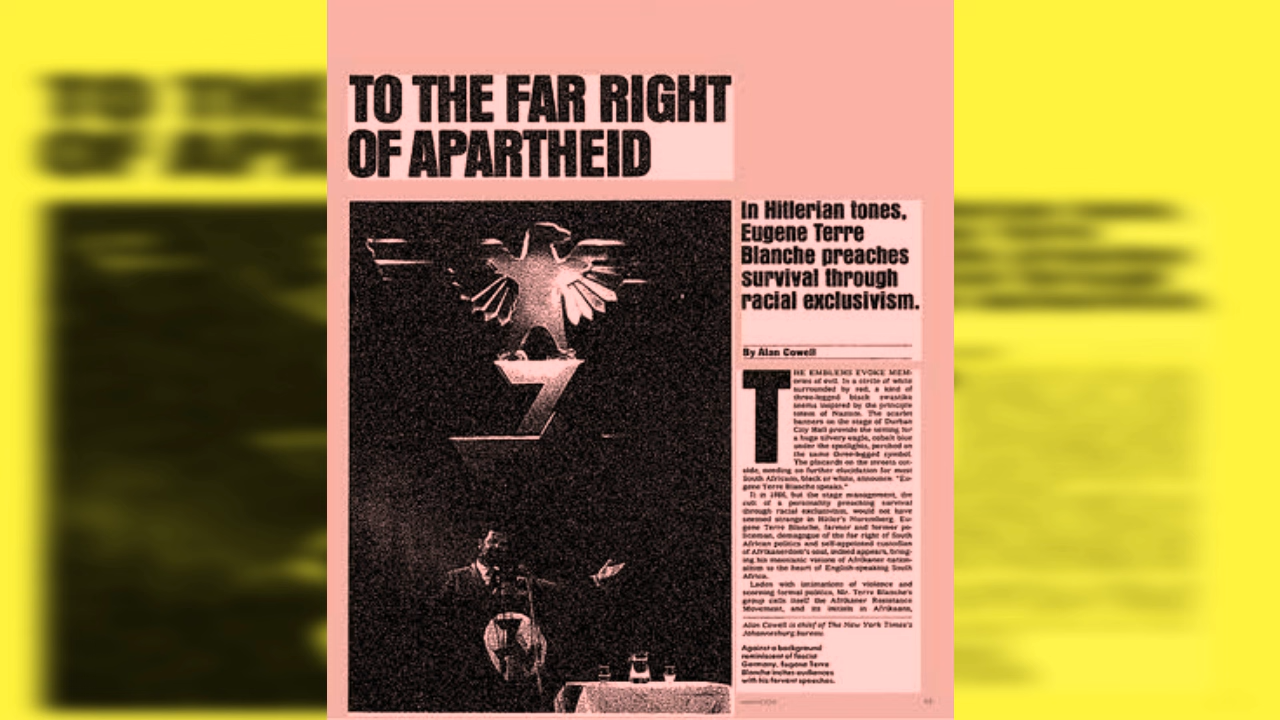 TO THE FAR RIGHT
OF APARTHEID
In Hitlerian tones,
Eugene Terre
Blanche preaches
survival through
racial exclusivism.
By Alan Cowell
THE EMBLEMS EVOKE MEM-
ories of evil. In a circle of white
surrounded by red, a kind of
three-legged black swastika
seems inspired by the principle
totem of Nazism. The scarlet
banners on the stage of Durban
City Hall provide the setting for
a huge silvery eagle, cobalt blue
under the spotlights, perched on
the same three-legged symbol.
The placards on the streets out-
side, needing no further elucidation for most
South Africans, black or white, announce: "Eu-
gene Terre Blanche speaks."
It is 1986, but the stage management, the
cult of a personality preaching survival
through racial exclusivism, would not have
seemed strange in Hitler's Nuremberg. Eu-
gene Terre Blanche, farmer and former po-
liceman, demagogue of the far right of South
African politics and self-appointed custodian
of Afrikanerdom's soul, indeed appears, bring-
ing his messianic visions of Afrikaner nation-
alism to the heart of English-speaking South
Africa.
Laden with intimations of violence and
scorning formal politics, Mr. Terre Blanche's
group calls itself the Afrikaner Resistance
Movement, and its initials in Afrikaans,
Alan Cowell is chief of The New York Times's
Johannesburg bureau.
Against a background
reminiscent of fascist
Germany, Eugene Terre
Blanche incites audiences
with his fervent speeches.